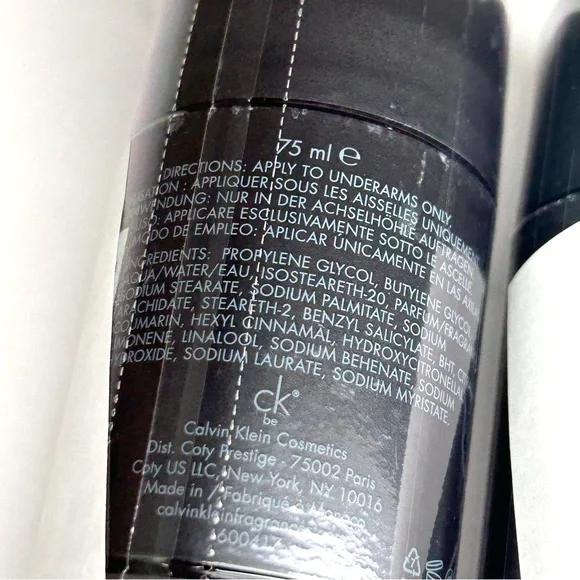 75 ml e
DIRECTIONS: APPLY TO UNDERARMS ONLY.
: APPLIQUER SOUS LES AISSELLES UNIQUEMENT
NUR IN DER ACHSELHÖHLE AUFTRAGEN
APPLICARE ESCLUSIVAMENTE SOTTO LE ASCELLE
MODO DE EMPLEO: APLICAR ÚNICAMENTE EN LAS
INGREDIENTS: PROPYLENE GLYCOL, BUTYLENE GLYCOL,
AQUA/WATER/EAU, ISOSTEARETH-20, PARFUM/FRAGRAN
SODIUM STEARATE, SODIUM PALMITATE, SODIUM
ARACHIDATE, STEARETH-2, BENZYL SALICYLATE, BHT,
COUMARIN, HEXYL CINNAMAL, HYDROXYCITRONELLAL
MONENE, LINALOOL, SODIUM BEHENATE, SODIUM
HYDROXIDE, SODIUM LAURATE, SODIUM MYRISTATE.
ck®
be
Calvin Klein Cosmetics
Dist. Coty Prestige - 75002 Paris
Coty US LLC, New York, NY 10016
Made in / Fabriqué à Monaco
calvinkleinfragrance
600417